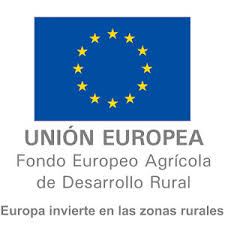 UNIÓN EUROPEA
Fondo Europeo Agrícola
de Desarrollo Rural
Europa invierte en las zonas rurales